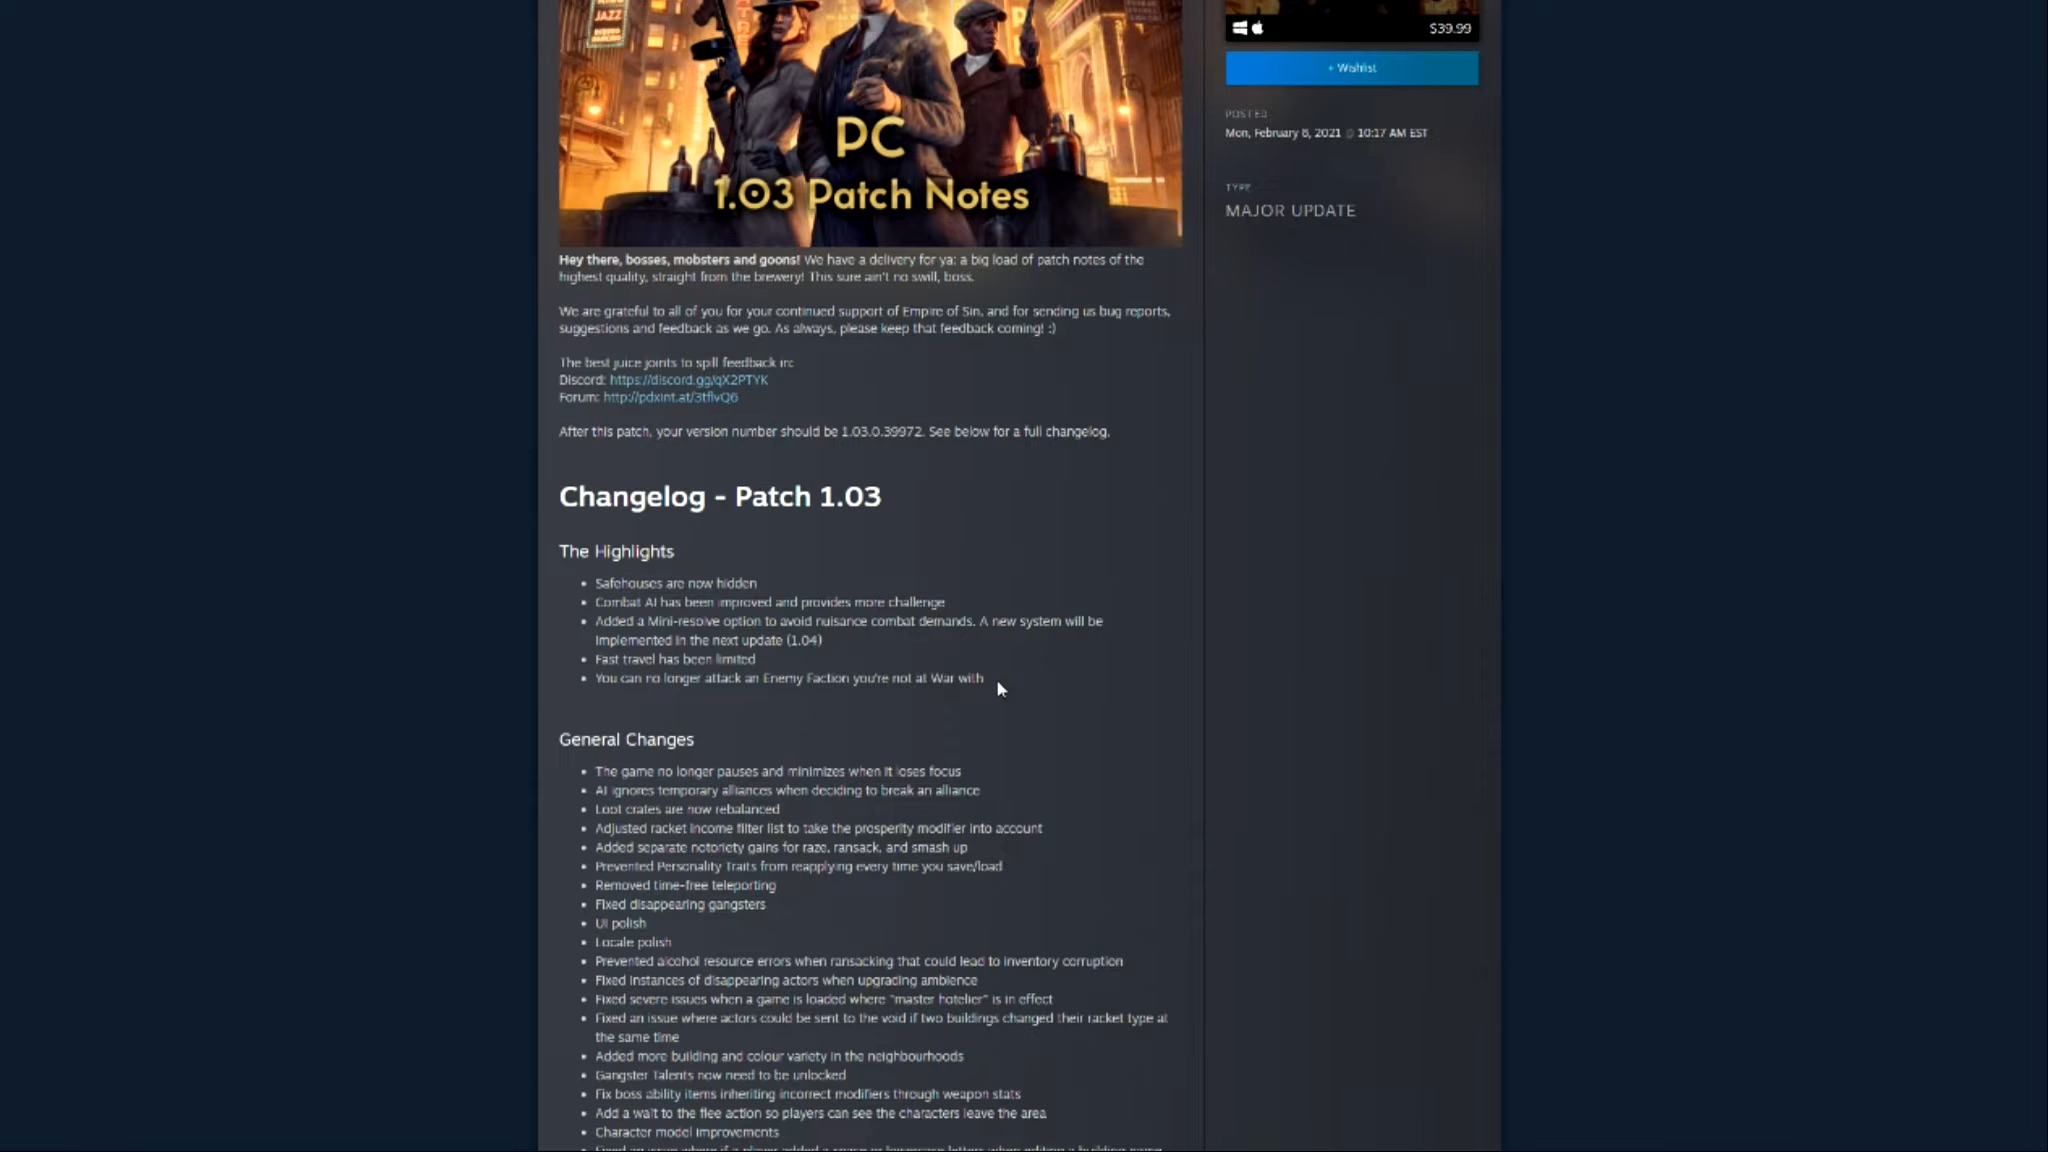 JAZZ
$39.99
+ Wishlist
PC
1.03 Patch Notes
POSTED
Mon, February 8, 2021 @ 10:17 AM EST
TYPE
MAJOR UPDATE
Hey there, bosses, mobsters and goons! We have a delivery for ya: a big load of patch notes of the
highest quality, straight from the brewery! This sure ain't no swill, boss.
We are grateful to all of you for your continued support of Empire of Sin, and for sending us bug reports,
suggestions and feedback as we go. As always, please keep that feedback coming! :)
The best juice joints to spill feedback in:
Discord: https://discord.gg/qX2PTYK
Forum: http://pdxint.at/3tflvQ6
After this patch, your version number should be 1.03.0.39972. See below for a full changelog.
Changelog - Patch 1.03
The Highlights
• Safehouses are now hidden
• Combat AI has been improved and provides more challenge
• Added a Mini-resolve option to avoid nuisance combat demands. A new system will be
implemented in the next update (1.04)
• Fast travel has been limited
• You can no longer attack an Enemy Faction you're not at War with
General Changes
• The game no longer pauses and minimizes when it loses focus
• AI ignores temporary alliances when deciding to break an alliance
• Loot crates are now rebalanced
• Adjusted racket income filter list to take the prosperity modifier into account
• Added separate notoriety gains for raze, ransack, and smash up
• Prevented Personality Traits from reapplying every time you save/load
• Removed time-free teleporting
• Fixed disappearing gangsters
• UI polish
• Locale polish
• Prevented alcohol resource errors when ransacking that could lead to inventory corruption
• Fixed instances of disappearing actors when upgrading ambience
• Fixed severe issues when a game is loaded where "master hotelier" is in effect
• Fixed an issue where actors could be sent to the void if two buildings changed their racket type at
the same time
• Added more building and colour variety in the neighbourhoods
• Gangster Talents now need to be unlocked
• Fix boss ability items inheriting incorrect modifiers through weapon stats
• Add a wait to the flee action so players can see the characters leave the area
• Character model improvements